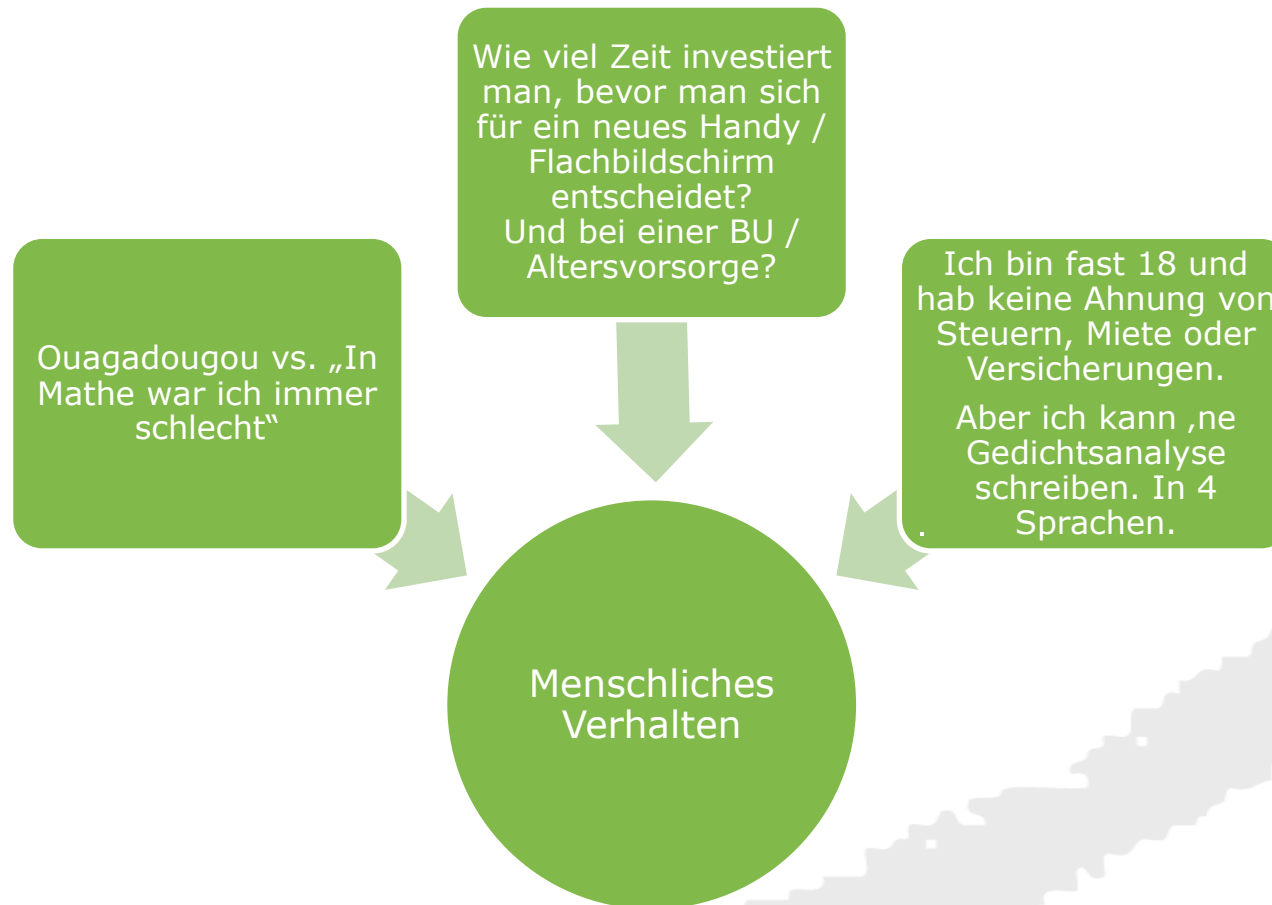 Wie viel Zeit investiert
man, bevor man sich
für ein neues Handy /
Flachbildschirm
entscheidet?
Und bei einer BU /
Altersvorsorge?
Ouagadougou vs. „In
Mathe war ich immer
schlecht“
Ich bin fast 18 und
hab keine Ahnung von
Steuern, Miete oder
Versicherungen.
Aber ich kann ‚ne
Gedichtsanalyse
schreiben. In 4
Sprachen.
.
Menschliches
Verhalten